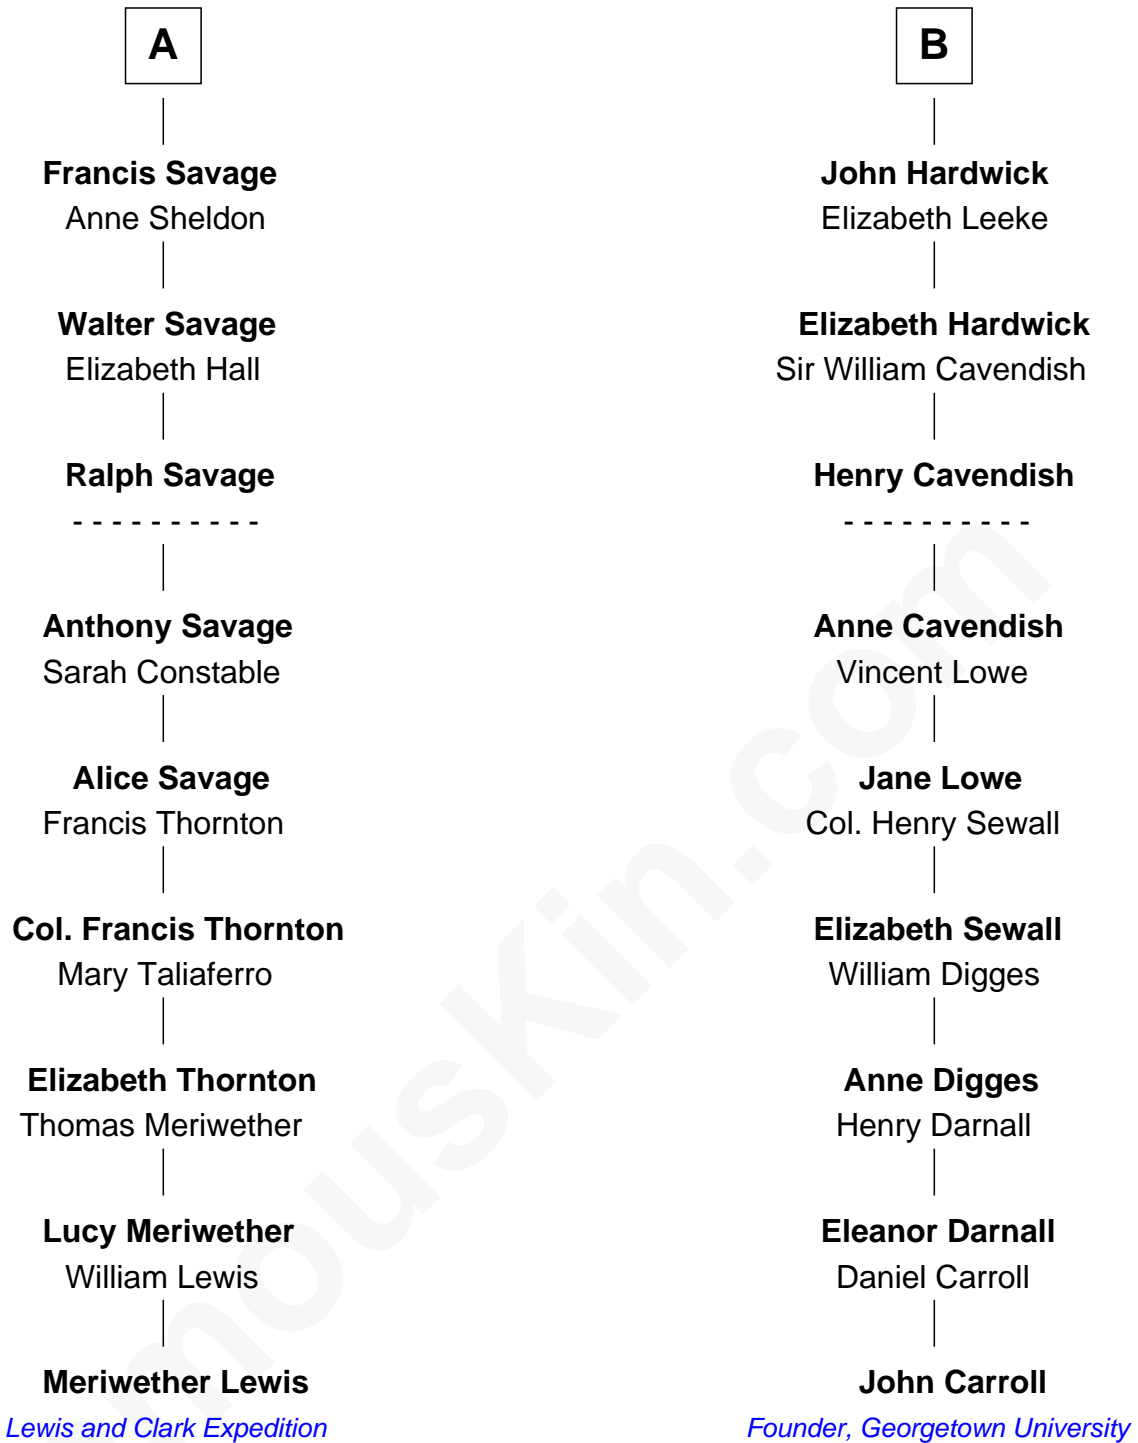 A
Francis Savage
Anne Sheldon
Walter Savage
Elizabeth Hall
Ralph Savage
- - - - - - - - - -
Anthony Savage
Sarah Constable
Alice Savage
Francis Thornton
Col. Francis Thornton
Mary Taliaferro
Elizabeth Thornton
Thomas Meriwether
Lucy Meriwether
William Lewis
Meriwether Lewis
Lewis and Clark Expedition
B
John Hardwick
Elizabeth Leeke
Elizabeth Hardwick
Sir William Cavendish
Henry Cavendish
- - - - - - - - - -
Anne Cavendish
Vincent Lowe
Jane Lowe
Col. Henry Sewall
Elizabeth Sewall
William Digges
Anne Digges
Henry Darnall
Eleanor Darnall
Daniel Carroll
John Carroll
Founder, Georgetown University
mousKin.com